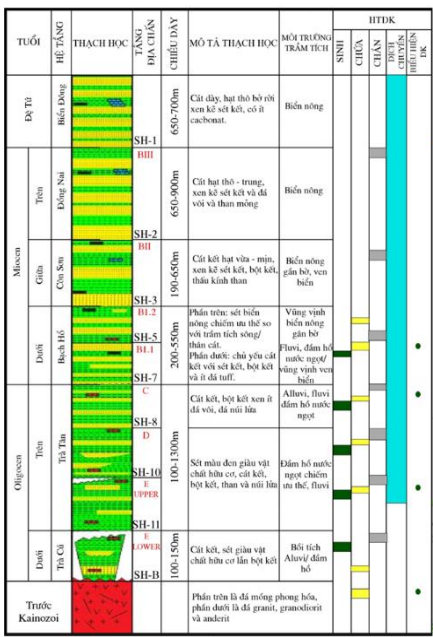 TUỔI
HỆ TẦNG
THẠCH HỌC
TẦNG ĐỊA CHẤN
CHIỀU DÀY
MÔ TẢ THẠCH HỌC
MÔI TRƯỜNG
TRẦM TÍCH
HTDK
SINH
CHỨA
CHẮN
DỊCH CHUYỂN
BIỂU HIỆN DK
Đệ Tứ
Biển Đông
SH-1
650-700m
Cát dày, hạt thô bở rời
xen kẽ sét kết, có ít
cacbonat.
Biển nông
Miocen
Trên
Đồng Nai
BIII
SH-2
650-900m
Cát hạt thô - trung,
xen kẽ sét kết và đá
vôi và than mỏng
Biển nông
Giữa
Côn Sơn
BII
SH-3
190-650m
Cát kết hạt vừa - mịn,
xen kẽ sét kết, bột kết,
thấu kính than
Biển nông
gần bờ, ven
biển
Dưới
Bạch Hổ
B1.2
SH-5
B1.1
SH-7
200-550m
Phần trên: sét biển
nông chiếm ưu thế so
với trầm tích sông/
thân cát.
Phần dưới: chủ yếu cát
kết với sét kết, bột kết
và ít đá tuff.
Vũng vịnh
biển nông
gần bờ
Fluvi, đầm hồ
nước ngọt/
vũng vịnh ven
biển
Oligocen
Trên
Trà Tân
C
SH-8
D
SH-10
E
UPPER
SH-11
100-1300m
Cát kết, bột kết xen ít
đá vôi, đá núi lửa
Alluvi, fluvi
đầm hồ nước
ngọt
Sét màu đen giàu vật
chất hữu cơ, cát kết,
bột kết, than và núi lửa
Đầm hồ nước
ngọt chiếm
ưu thế, fluvi
Dưới
Trà Cú
E
LOWER
SH-B
100-150m
Cát kết, sét giàu vật
chất hữu cơ lẫn bột kết
Bồi tích
Aluvi/ đầm
hồ
Trước
Kainozoi
Phần trên là đá móng phong hóa,
phần dưới là đá granit, granodiorit
và anderit